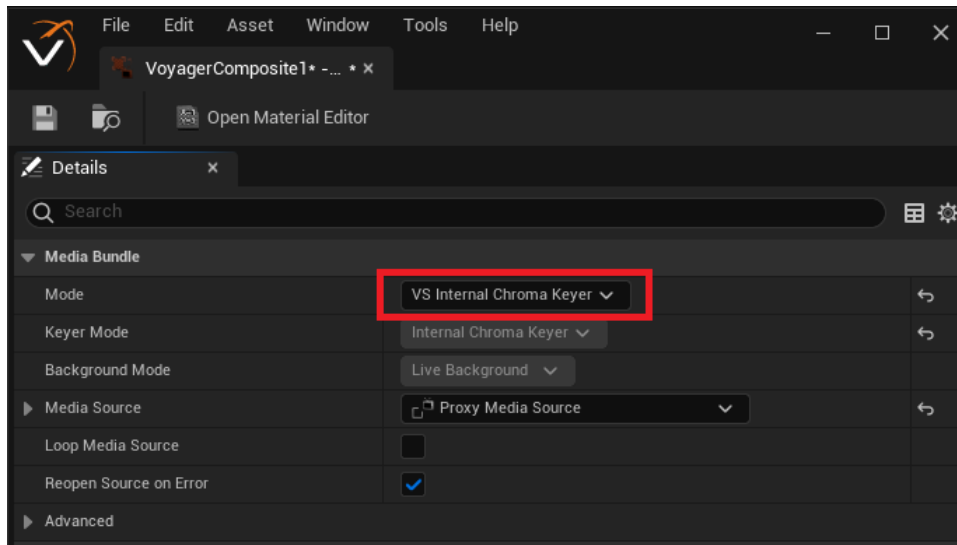 File Edit Asset Window Tools Help
VoyagerComposite1* -... * ×
Open Material Editor
Details
Search
Media Bundle
Mode VS Internal Chroma Keyer
Keyer Mode Internal Chroma Keyer
Background Mode Live Background
Media Source Proxy Media Source
Loop Media Source
Reopen Source on Error
Advanced